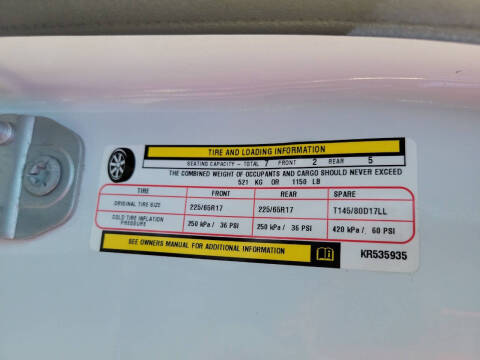 TIRE AND LOADING INFORMATION
SEATING CAPACITY - TOTAL 7 FRONT 2 REAR 5
THE COMBINED WEIGHT OF OCCUPANTS AND CARGO SHOULD NEVER EXCEED
521 KG OR 1150 LB
TIRE FRONT REAR SPARE
ORIGINAL TIRE SIZE 225/65R17 225/65R17 T145/80D17LL
COLD TIRE INFLATION
PRESSURE 250 kPa / 36 PSI 250 kPa / 36 PSI 420 kPa / 60 PSI
SEE OWNERS MANUAL FOR ADDITIONAL INFORMATION
KR535935